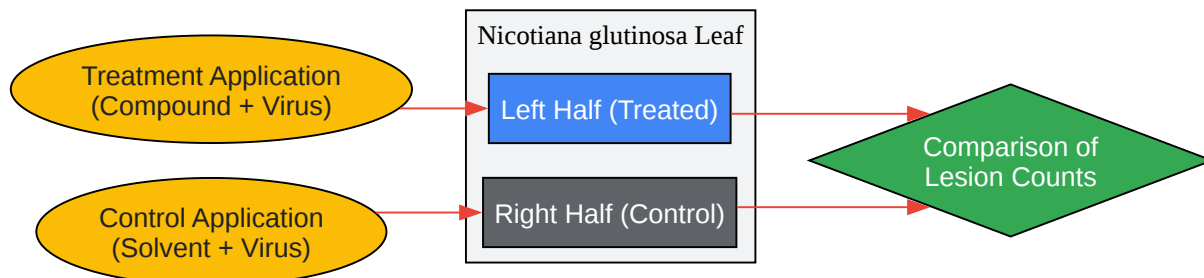 Nicotiana glutinosa Leaf
Treatment Application
(Compound + Virus)
Left Half (Treated)
Comparison of
Lesion Counts
Control Application
(Solvent + Virus)
Right Half (Control)